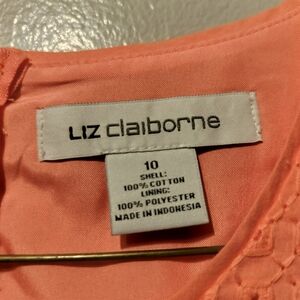 LIZ claiborne
10
SHELL:
100% COTTON
LINING:
100% POLYESTER
MADE IN INDONESIA